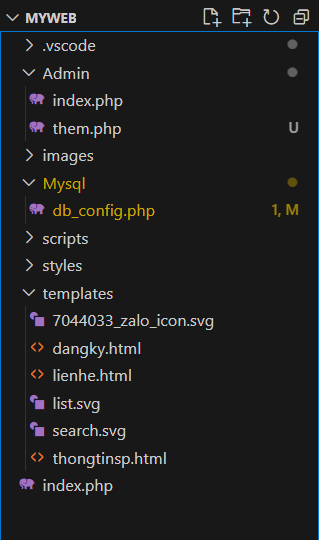 MYWEB
.vscode
Admin
index.php
them.php U
images
Mysql
db_config.php 1, M
scripts
styles
templates
7044033_zalo_icon.svg
dangky.html
lienhe.html
list.svg
search.svg
thongtinsp.html
index.php